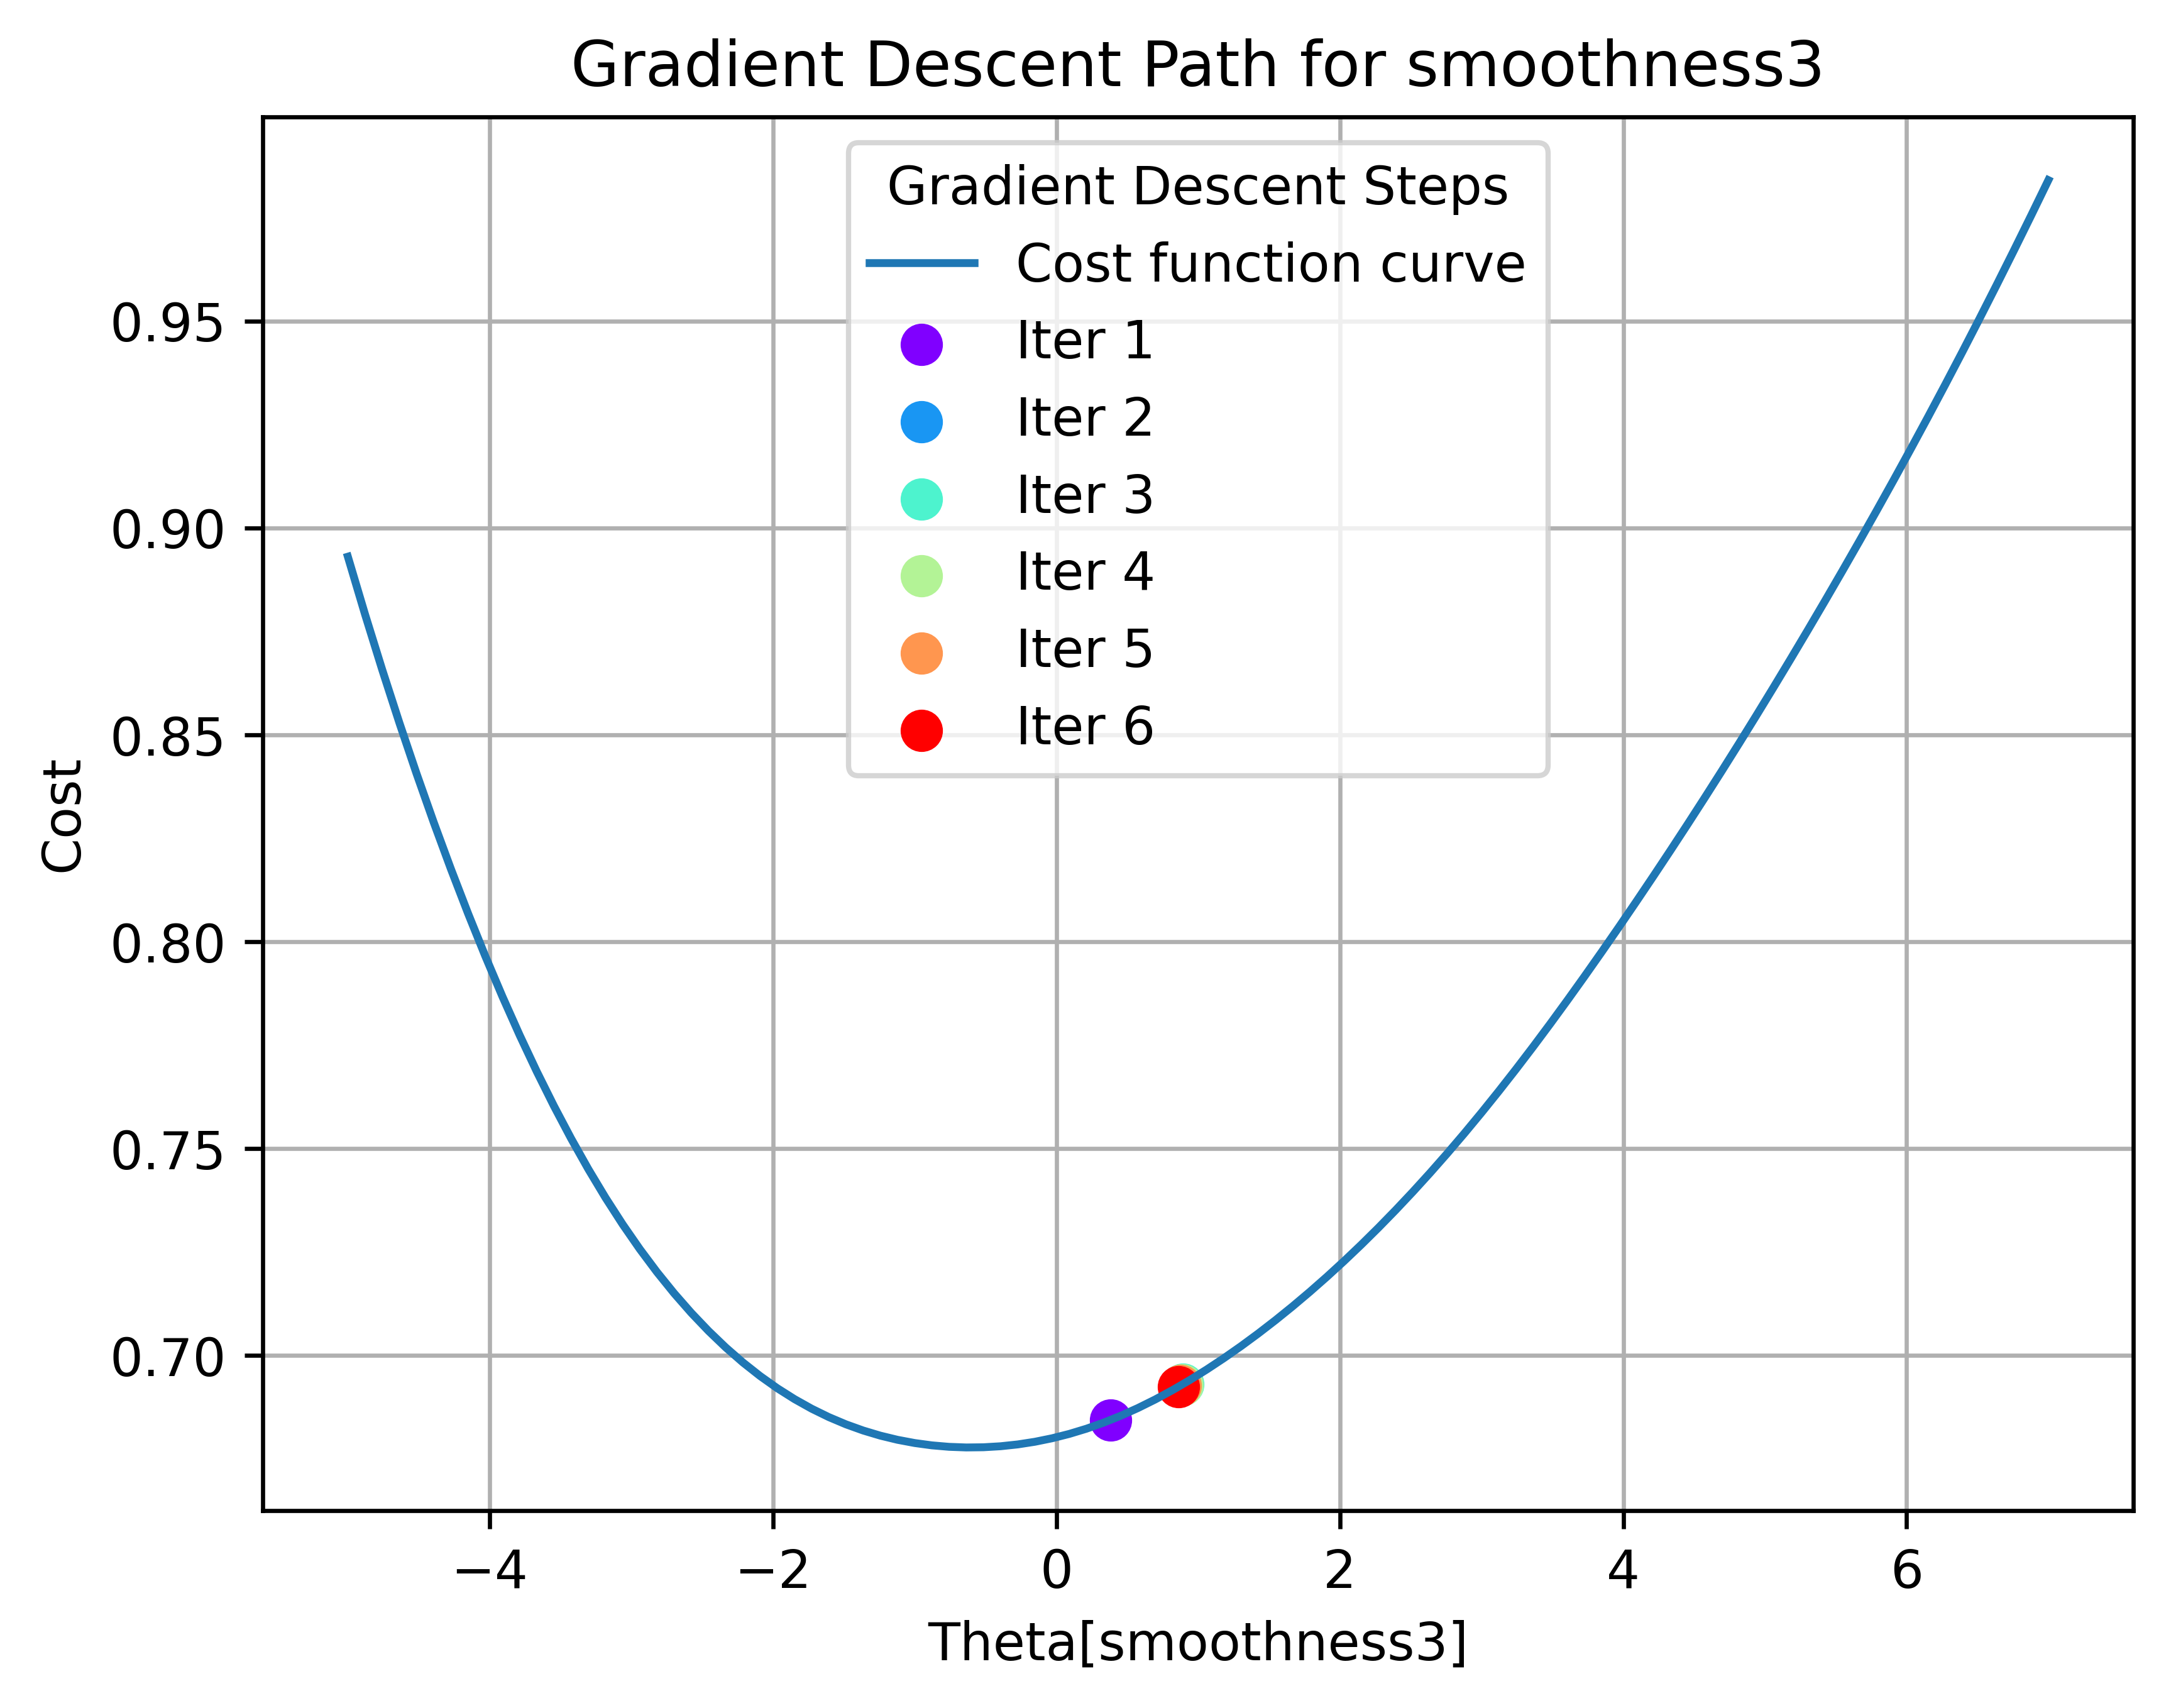 Gradient Descent Path for smoothness3
Gradient Descent Steps
Cost function curve
Iter 1
Iter 2
Iter 3
Iter 4
Iter 5
Iter 6
0.95
0.90
0.85
0.80
0.75
0.70
Cost
−4 −2 0 2 4 6
Theta[smoothness3]